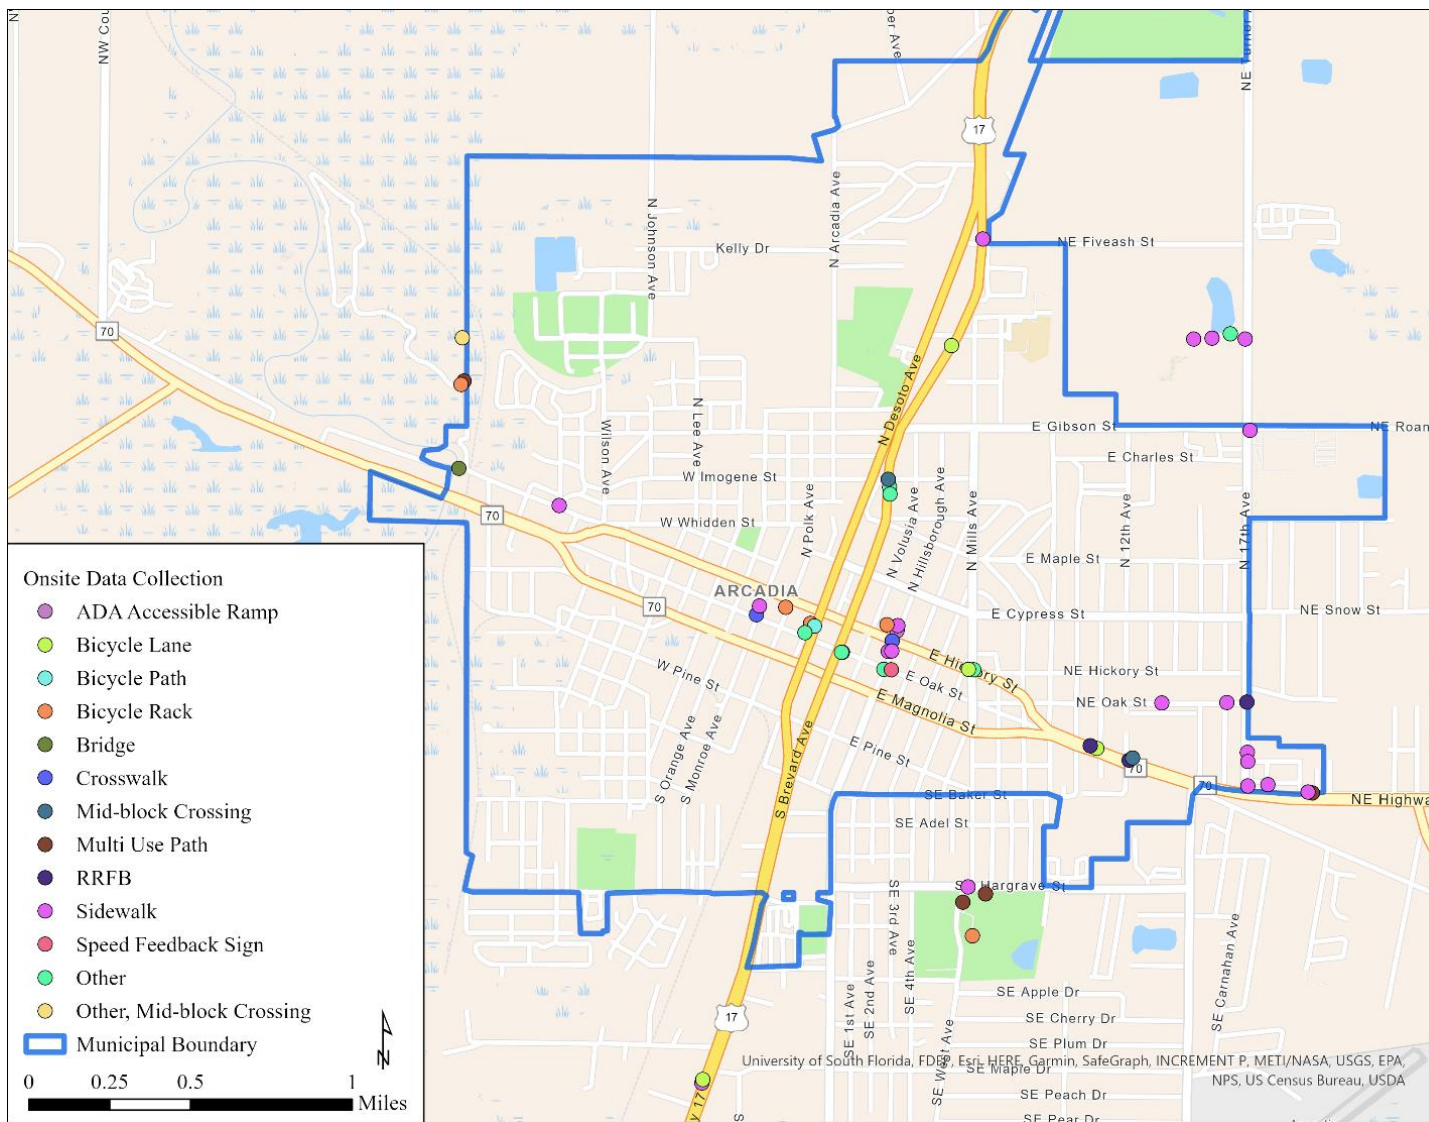 17
N Arcadia Ave
N Johnson Ave
Kelly Dr
NE Fiveash St
70
N Desoto Ave
E Gibson St
NE Roan
Wilson Ave
N Lee Ave
W Imogene St
E Charles St
70
W Whidden St
N Polk Ave
N Volusia Ave
N Hillsborough Ave
N Mills Ave
N 12th Ave
N 17th Ave
E Maple St
ARCADIA
70
E Cypress St
NE Snow St
W Pine St
E Hickory St
E Oak St
NE Hickory St
E Magnolia St
NE Oak St
S Orange Ave
S Monroe Ave
S Brevard Ave
E Pine St
70
70
SE Baker St
NE Highwa
SE Adel St
Hargrave St
SE 3rd Ave
SE 4th Ave
SE Carnahan Ave
SE 1st Ave
SE 2nd Ave
SE West Ave
SE Apple Dr
17
SE Cherry Dr
SE Plum Dr
SE Maple Dr
SE Peach Dr
SE Pear Dr
Onsite Data Collection
ADA Accessible Ramp
Bicycle Lane
Bicycle Path
Bicycle Rack
Bridge
Crosswalk
Mid-block Crossing
Multi Use Path
RRFB
Sidewalk
Speed Feedback Sign
Other
Other, Mid-block Crossing
Municipal Boundary
N
0 0.25 0.5 1
Miles
University of South Florida, FDEP, Esri, HERE, Garmin, SafeGraph, INCREMENT P, METI/NASA, USGS, EPA,
NPS, US Census Bureau, USDA